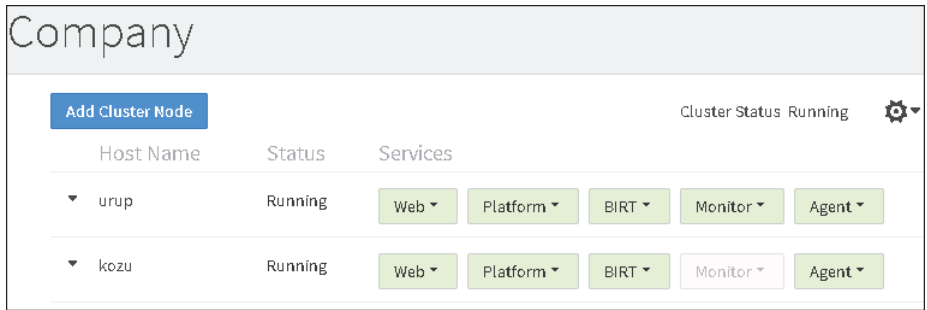 Company
Add Cluster Node Cluster Status Running
Host Name Status Services
urup Running Web Platform BIRT Monitor Agent
kozu Running Web Platform BIRT Monitor Agent